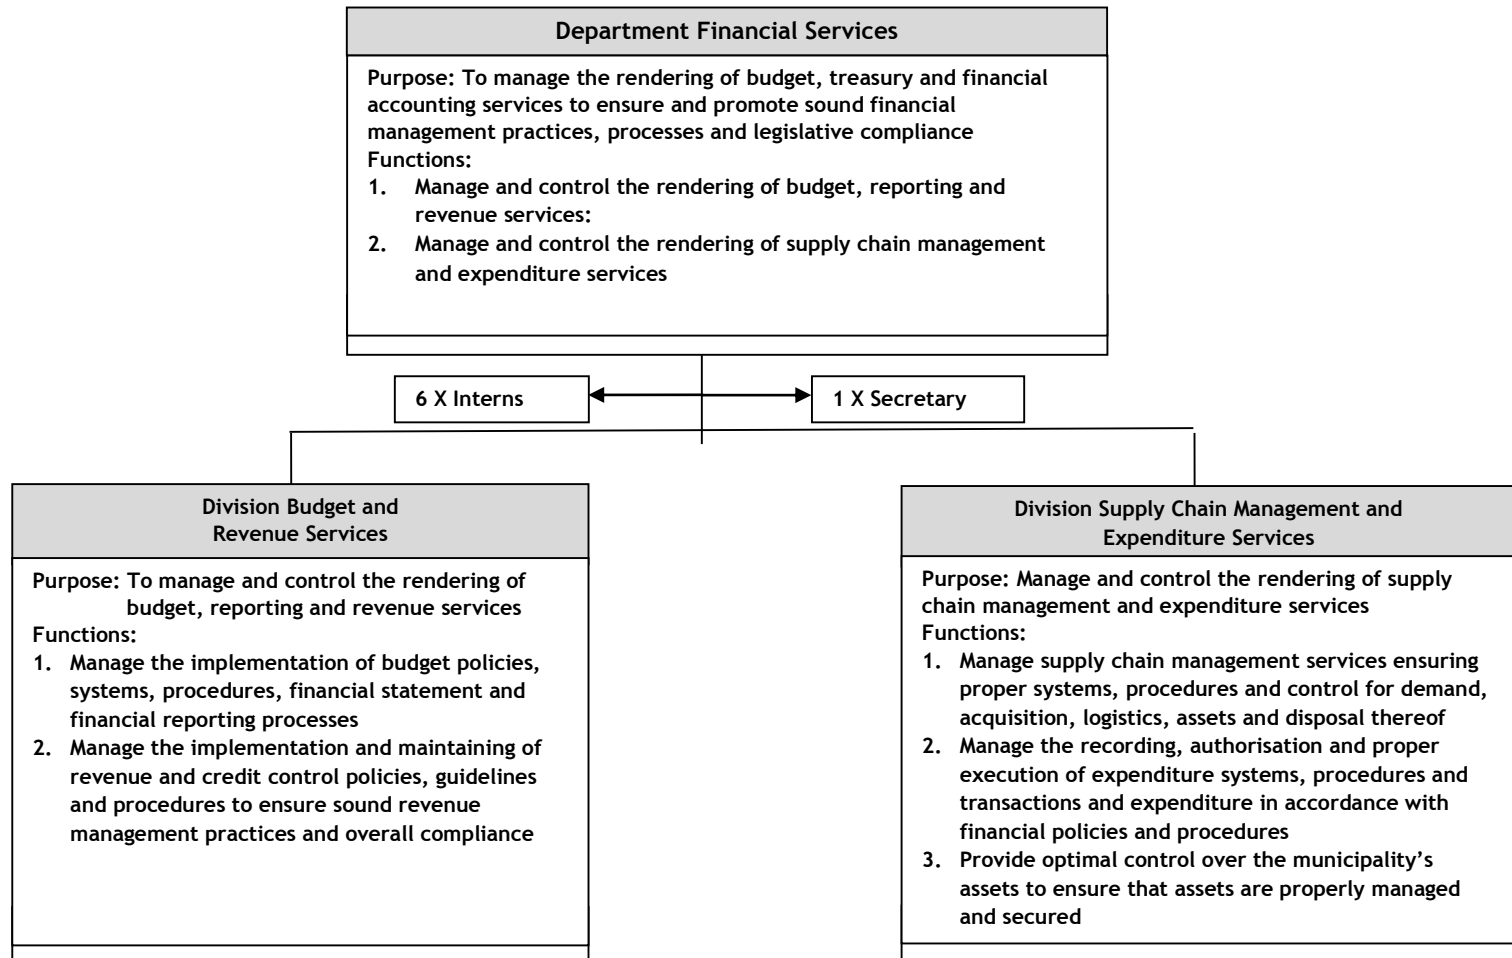 Department Financial Services
Purpose: To manage the rendering of budget, treasury and financial
accounting services to ensure and promote sound financial
management practices, processes and legislative compliance
Functions:
1. Manage and control the rendering of budget, reporting and
revenue services:
2. Manage and control the rendering of supply chain management
and expenditure services
6 X Interns
1 X Secretary
Division Budget and
Revenue Services
Purpose: To manage and control the rendering of
budget, reporting and revenue services
Functions:
1. Manage the implementation of budget policies,
systems, procedures, financial statement and
financial reporting processes
2. Manage the implementation and maintaining of
revenue and credit control policies, guidelines
and procedures to ensure sound revenue
management practices and overall compliance
Division Supply Chain Management and
Expenditure Services
Purpose: Manage and control the rendering of supply
chain management and expenditure services
Functions:
1. Manage supply chain management services ensuring
proper systems, procedures and control for demand,
acquisition, logistics, assets and disposal thereof
2. Manage the recording, authorisation and proper
execution of expenditure systems, procedures and
transactions and expenditure in accordance with
financial policies and procedures
3. Provide optimal control over the municipality’s
assets to ensure that assets are properly managed
and secured